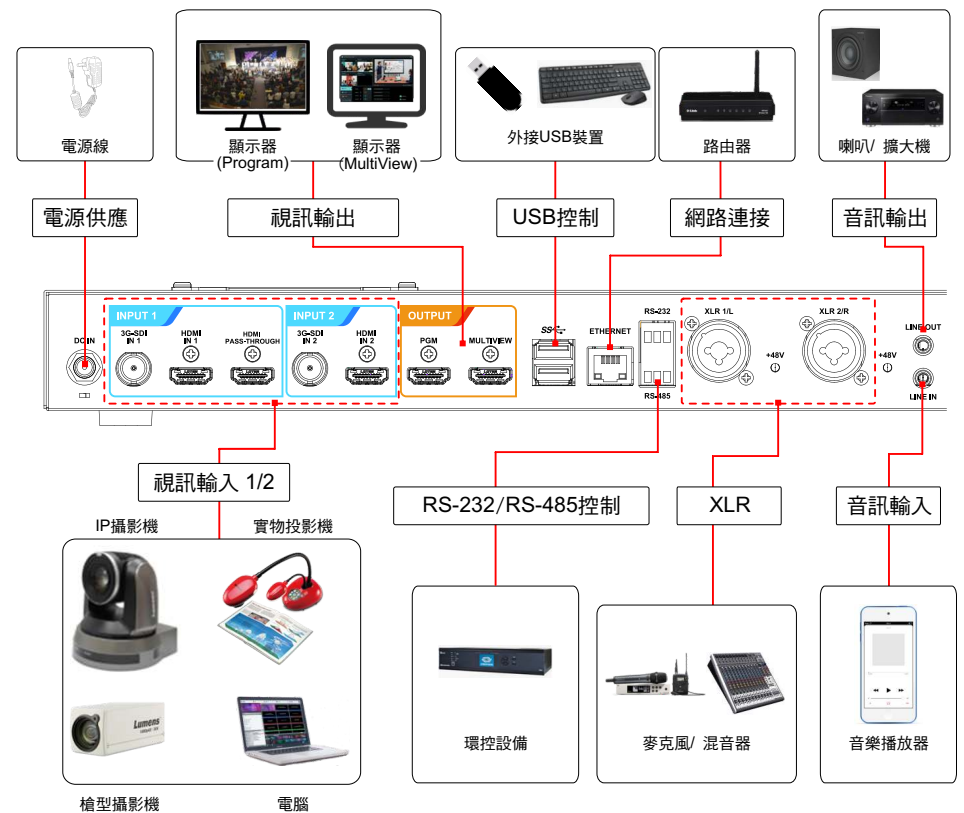 電源線
顯示器
(Program)
顯示器
(MultiView)
外接USB裝置
路由器
喇叭/ 擴大機
電源供應
視訊輸出
USB控制
網路連接
音訊輸出
INPUT 1
INPUT 2
OUTPUT
DC IN
3G-SDI
IN 1
HDMI
IN 1
HDMI
PASS-THROUGH
3G-SDI
IN 2
HDMI
IN 2
PGM
MULTIVIEW
SS
ETHERNET
RS-232
RS-485
XLR 1/L
+48V
XLR 2/R
+48V
LINE OUT
LINE IN
HDMI
HDMI
HDMI
HDMI
HDMI
視訊輸入 1/2
RS-232/RS-485控制
XLR
音訊輸入
IP攝影機
實物投影機
Lumens
槍型攝影機
電腦
環控設備
麥克風/ 混音器
音樂播放器